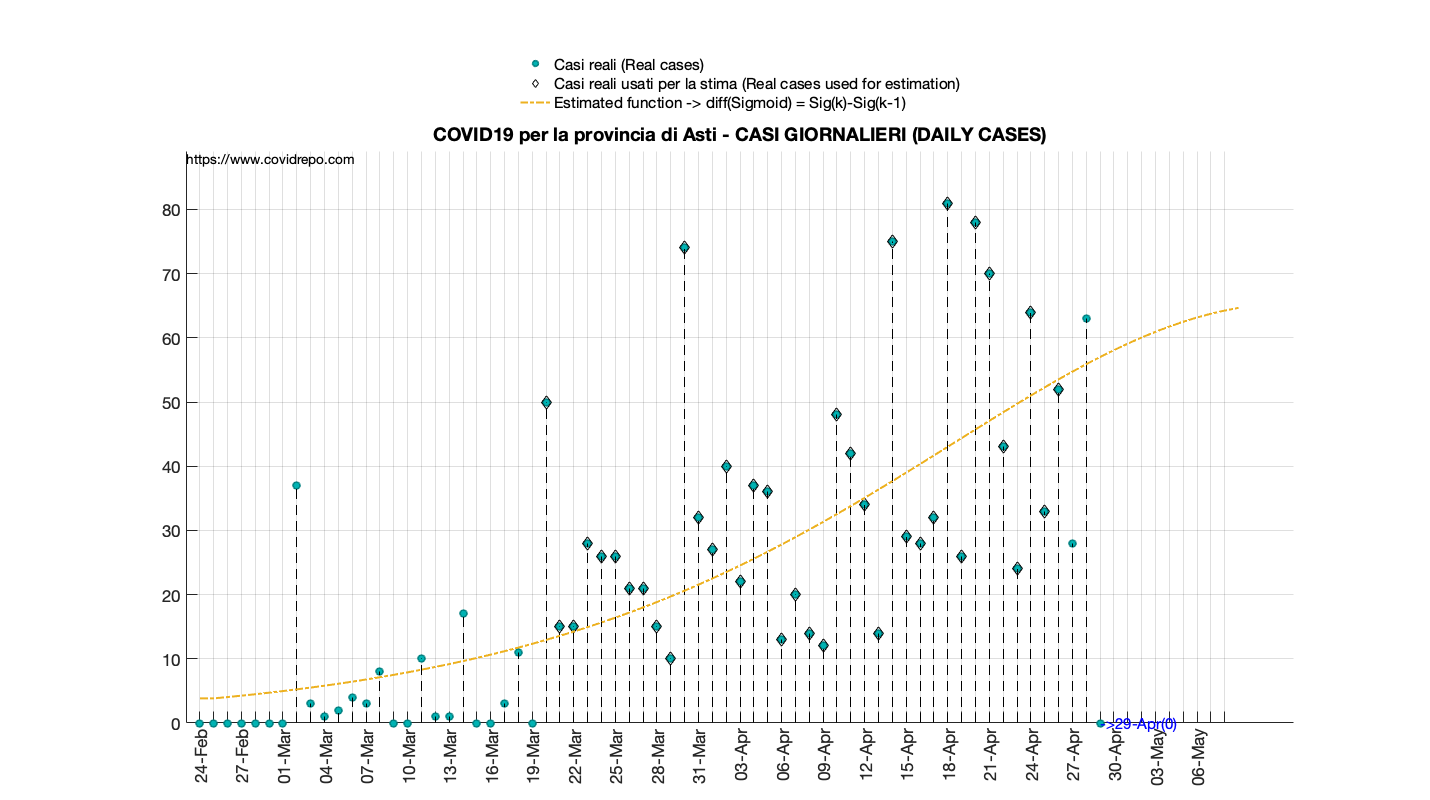 Casi reali (Real cases)
Casi reali usati per la stima (Real cases used for estimation)
Estimated function -> diff(Sigmoid) = Sig(k)-Sig(k-1)
COVID19 per la provincia di Asti - CASI GIORNALIERI (DAILY CASES)
https://www.covidrepo.com
80
70
60
50
40
30
20
10
0
->29-Apr(0)
24-Feb
27-Feb
01-Mar
04-Mar
07-Mar
10-Mar
13-Mar
16-Mar
19-Mar
22-Mar
25-Mar
28-Mar
31-Mar
03-Apr
06-Apr
09-Apr
12-Apr
15-Apr
18-Apr
21-Apr
24-Apr
27-Apr
30-Apr
03-May
06-May